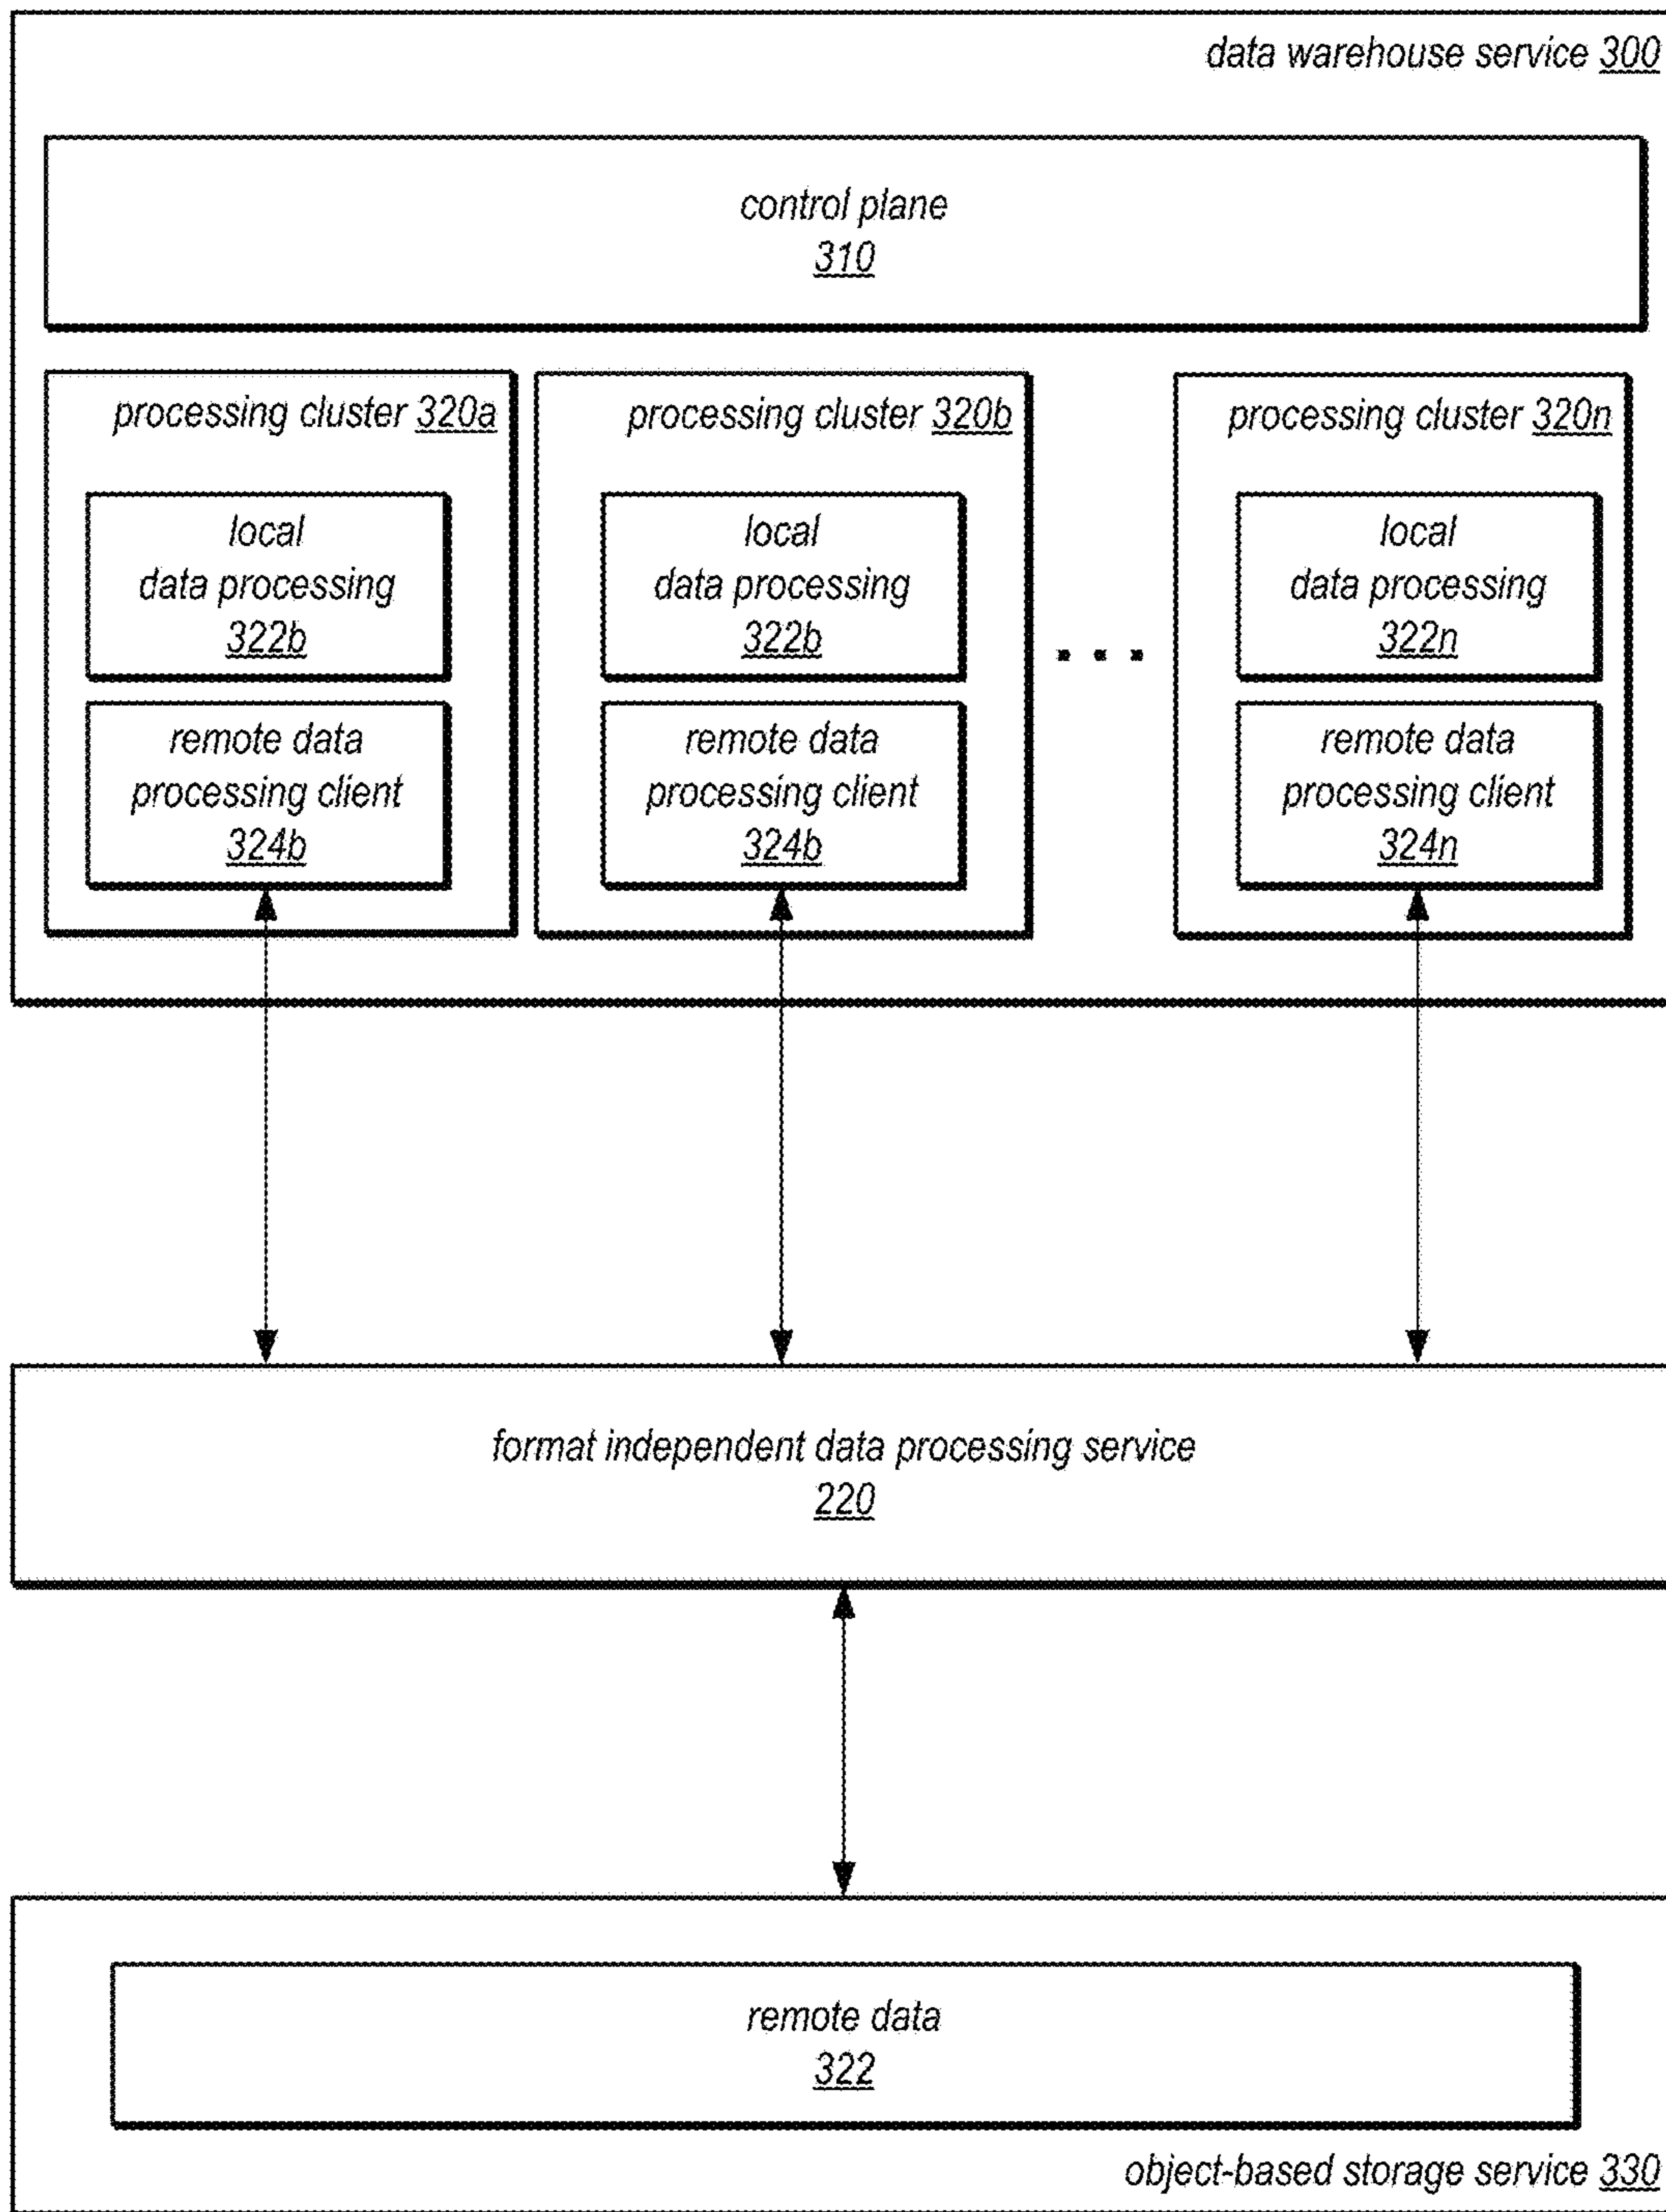 data warehouse service 300
control plane
310
processing cluster 320a
local
data processing
322b
remote data
processing client
324b
processing cluster 320b
local
data processing
322b
remote data
processing client
324b
. . .
processing cluster 320n
local
data processing
322n
remote data
processing client
324n
format independent data processing service
220
remote data
322
object-based storage service 330